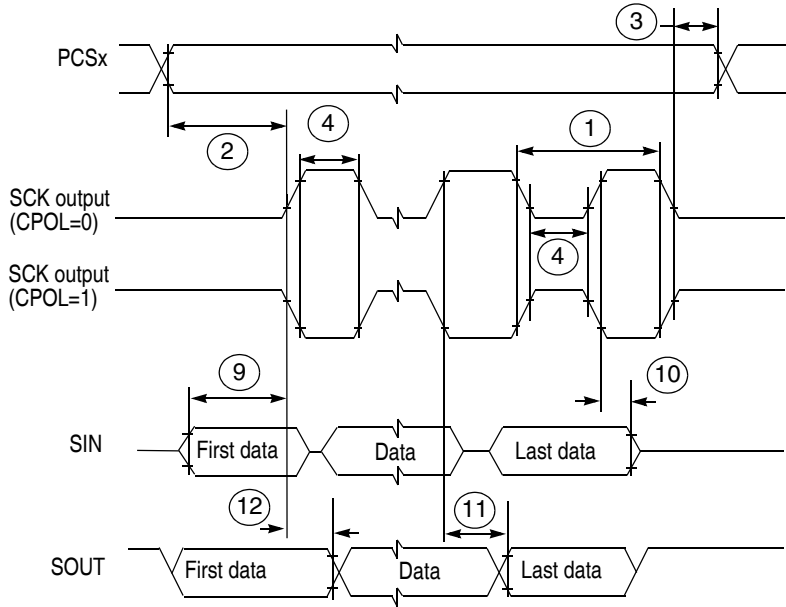 3
PCSx
2
4
1
SCK output
(CPOL=0)
4
SCK output
(CPOL=1)
9
10
SIN
First data
Data
Last data
12
11
SOUT
First data
Data
Last data